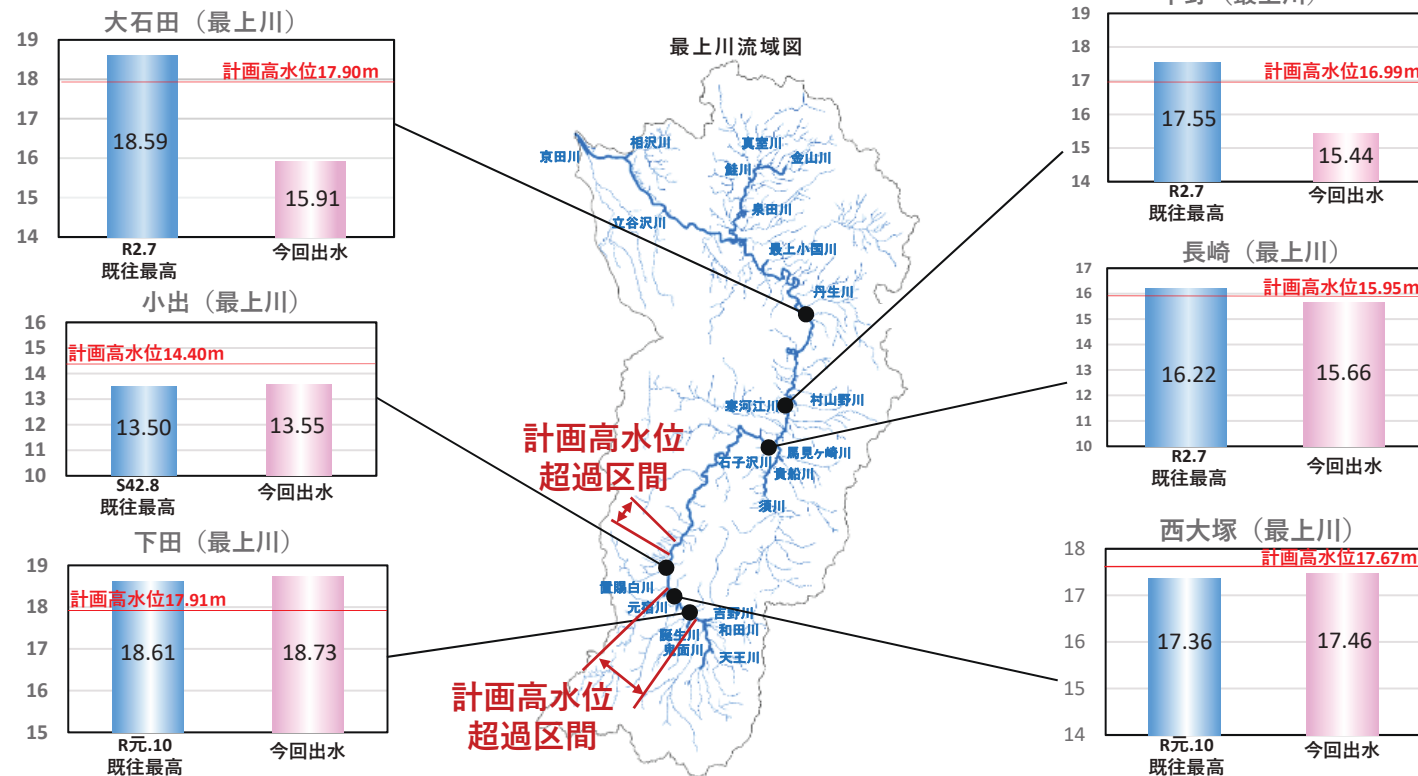 大石田（最上川）
19
18
17
16
15
14
計画高水位17.90m
18.59
15.91
R2.7
既往最高
今回出水
小出（最上川）
16
15
14
13
12
11
10
計画高水位14.40m
13.50
13.55
S42.8
既往最高
今回出水
下田（最上川）
19
18
17
16
15
計画高水位17.91m
18.61
18.73
R元.10
既往最高
今回出水
最上川流域図
京田川
相沢川
真室川
鮭川
金山川
泉田川
立谷沢川
最上小国川
丹生川
寒河江川
村山野川
石子沢川
馬見ヶ崎川
貴船川
須川
計画高水位
超過区間
置賜白川
元宿川
吉野川
和田川
誕生川
鬼面川
天王川
計画高水位
超過区間
19
18
17
16
15
14
計画高水位16.99m
17.55
15.44
R2.7
既往最高
今回出水
長崎（最上川）
17
16
15
14
13
12
11
10
計画高水位15.95m
16.22
15.66
R2.7
既往最高
今回出水
西大塚（最上川）
18
17
16
15
14
計画高水位17.67m
17.36
17.46
R元.10
既往最高
今回出水